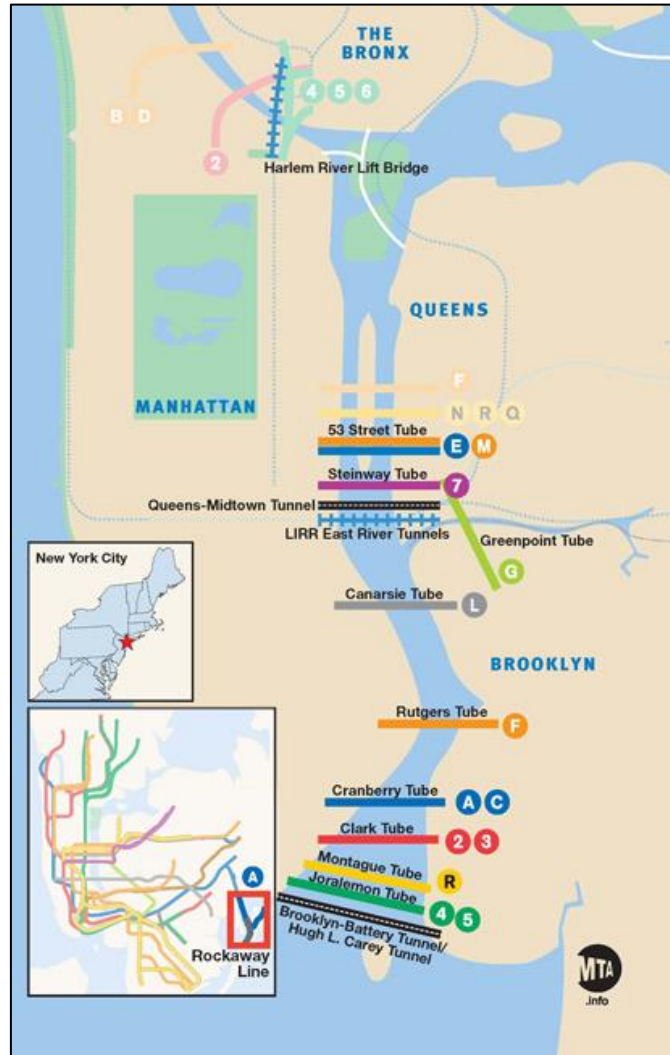 THE
BRONX
B D
4 5 6
2
Harlem River Lift Bridge
QUEENS
MANHATTAN
F
N R Q
53 Street Tube
E M
Steinway Tube
7
Queens-Midtown Tunnel
LIRR East River Tunnels
Greenpoint Tube
G
New York City
Canarsie Tube
L
BROOKLYN
Rutgers Tube
F
Cranberry Tube
A C
Clark Tube
2 3
Montague Tube
R
Joralemon Tube
4 5
Brooklyn-Battery Tunnel/
Hugh L. Carey Tunnel
A
Rockaway
Line
MTA
.info